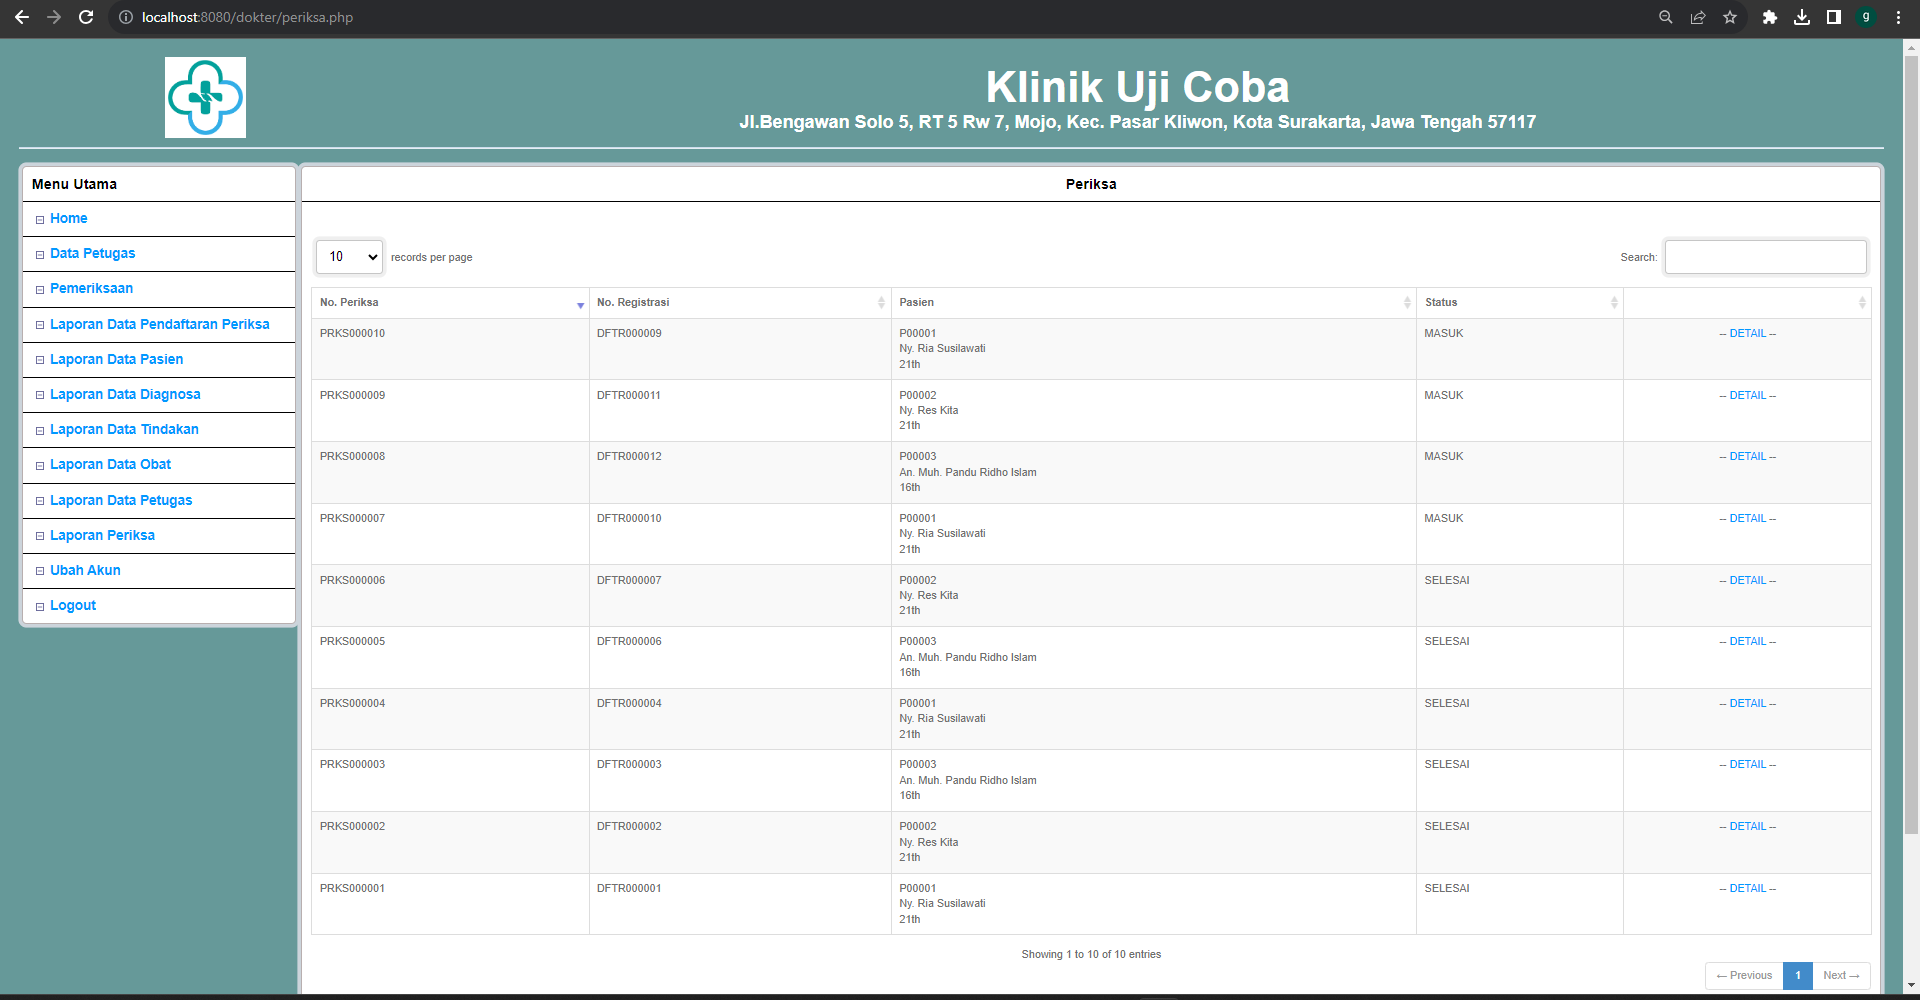 localhost:8080/dokter/periksa.php
g
Klinik Uji Coba
Jl.Bengawan Solo 5, RT 5 Rw 7, Mojo, Kec. Pasar Kliwon, Kota Surakarta, Jawa Tengah 57117
Menu Utama
Home
Data Petugas
Pemeriksaan
Laporan Data Pendaftaran Periksa
Laporan Data Pasien
Laporan Data Diagnosa
Laporan Data Tindakan
Laporan Data Obat
Laporan Data Petugas
Laporan Periksa
Ubah Akun
Logout
Periksa
10 records per page Search:
No. Periksa No. Registrasi Pasien Status
PRKS000010 DFTR000009 P00001 MASUK -- DETAIL --
Ny. Ria Susilawati
21th
PRKS000009 DFTR000011 P00002 MASUK -- DETAIL --
Ny. Res Kita
21th
PRKS000008 DFTR000012 P00003 MASUK -- DETAIL --
An. Muh. Pandu Ridho Islam
16th
PRKS000007 DFTR000010 P00001 MASUK -- DETAIL --
Ny. Ria Susilawati
21th
PRKS000006 DFTR000007 P00002 SELESAI -- DETAIL --
Ny. Res Kita
21th
PRKS000005 DFTR000006 P00003 SELESAI -- DETAIL --
An. Muh. Pandu Ridho Islam
16th
PRKS000004 DFTR000004 P00001 SELESAI -- DETAIL --
Ny. Ria Susilawati
21th
PRKS000003 DFTR000003 P00003 SELESAI -- DETAIL --
An. Muh. Pandu Ridho Islam
16th
PRKS000002 DFTR000002 P00002 SELESAI -- DETAIL --
Ny. Res Kita
21th
PRKS000001 DFTR000001 P00001 SELESAI -- DETAIL --
Ny. Ria Susilawati
21th
Showing 1 to 10 of 10 entries
← Previous 1 Next →